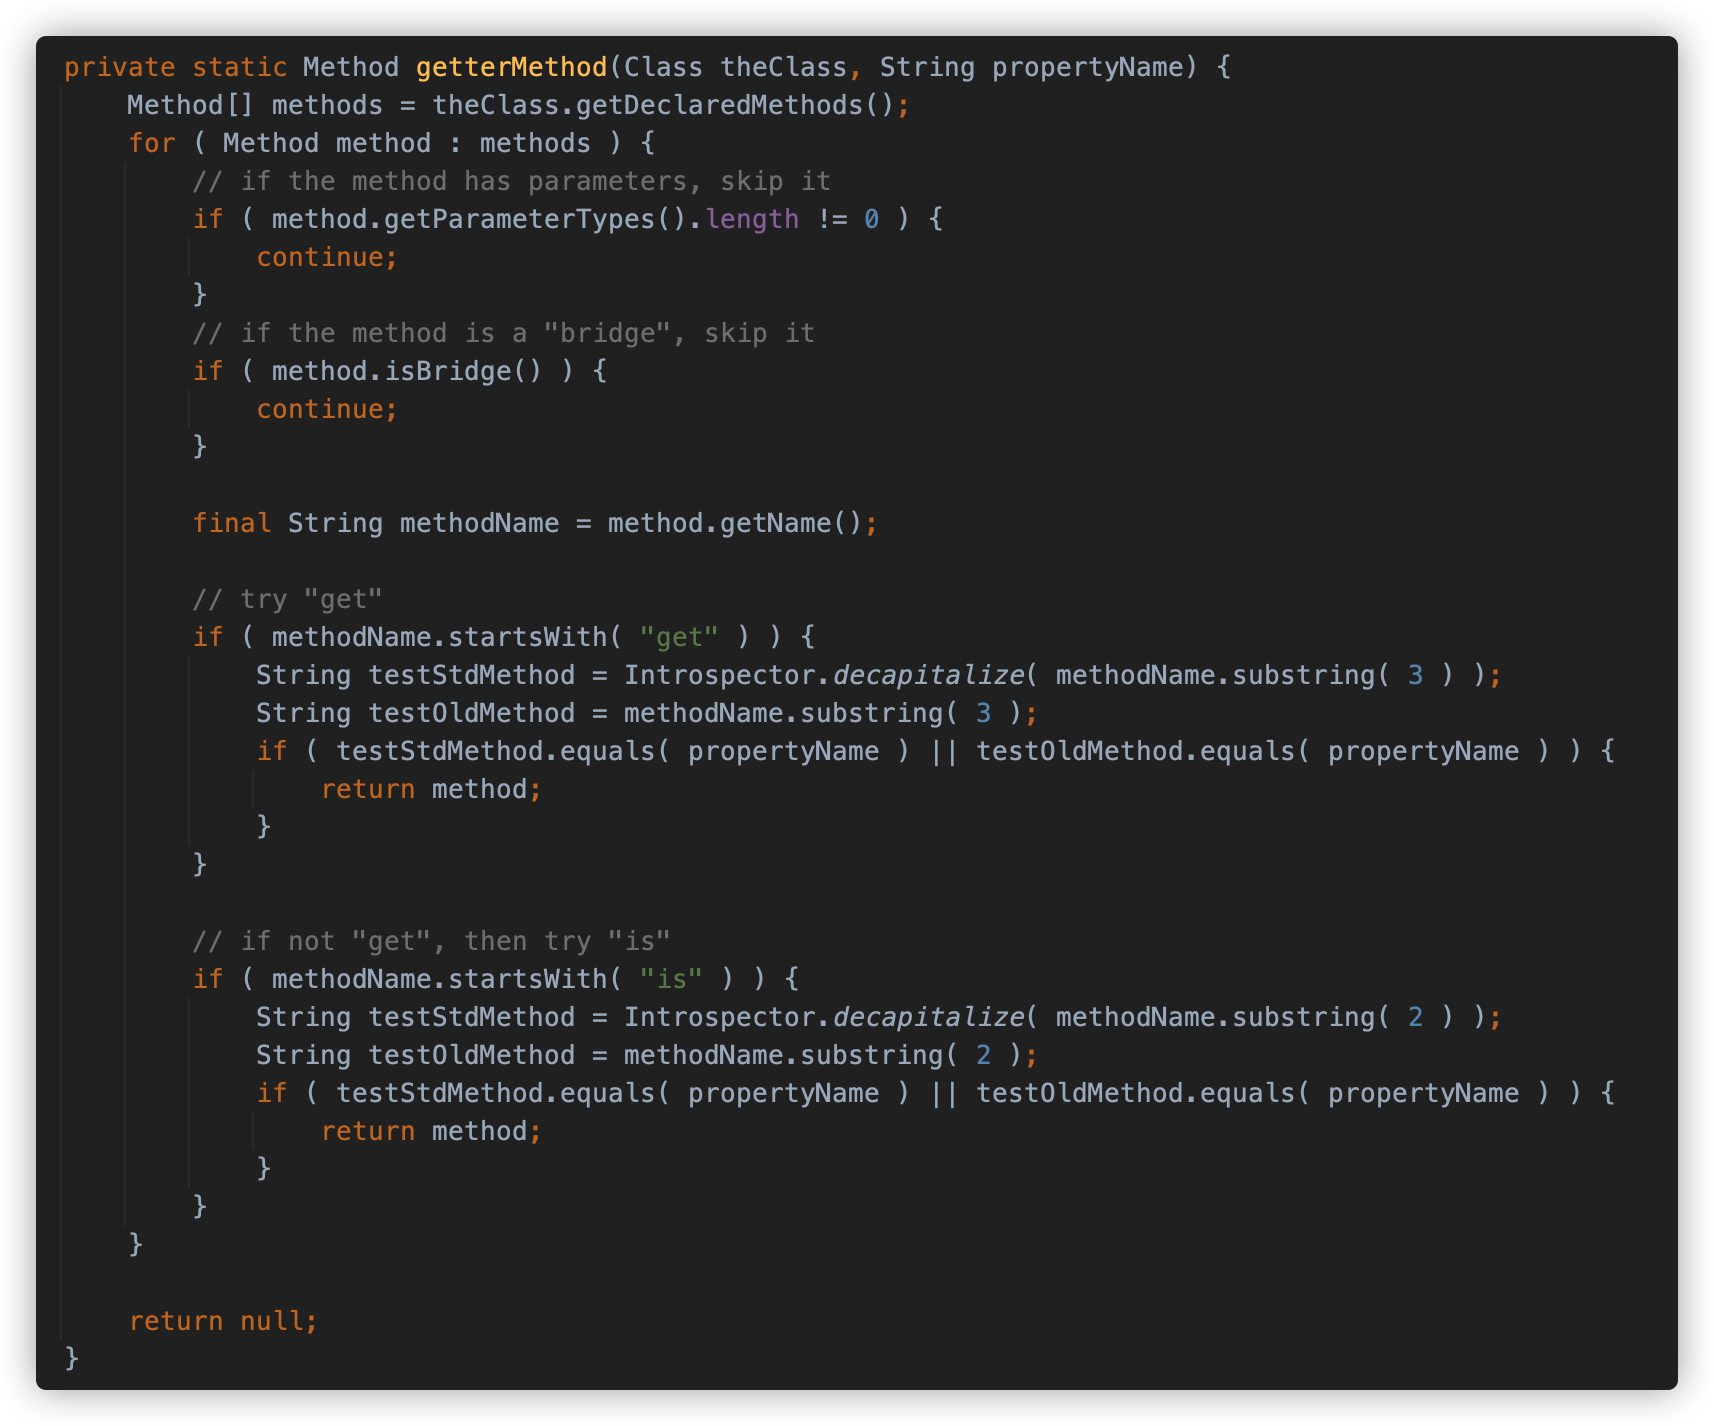 private static Method getterMethod(Class theClass, String propertyName) {
    Method[] methods = theClass.getDeclaredMethods();
    for ( Method method : methods ) {
        // if the method has parameters, skip it
        if ( method.getParameterTypes().length != 0 ) {
            continue;
        }
        // if the method is a "bridge", skip it
        if ( method.isBridge() ) {
            continue;
        }

        final String methodName = method.getName();

        // try "get"
        if ( methodName.startsWith( "get" ) ) {
            String testStdMethod = Introspector.decapitalize( methodName.substring( 3 ) );
            String testOldMethod = methodName.substring( 3 );
            if ( testStdMethod.equals( propertyName ) || testOldMethod.equals( propertyName ) ) {
                return method;
            }
        }

        // if not "get", then try "is"
        if ( methodName.startsWith( "is" ) ) {
            String testStdMethod = Introspector.decapitalize( methodName.substring( 2 ) );
            String testOldMethod = methodName.substring( 2 );
            if ( testStdMethod.equals( propertyName ) || testOldMethod.equals( propertyName ) ) {
                return method;
            }
        }
    }

    return null;
}